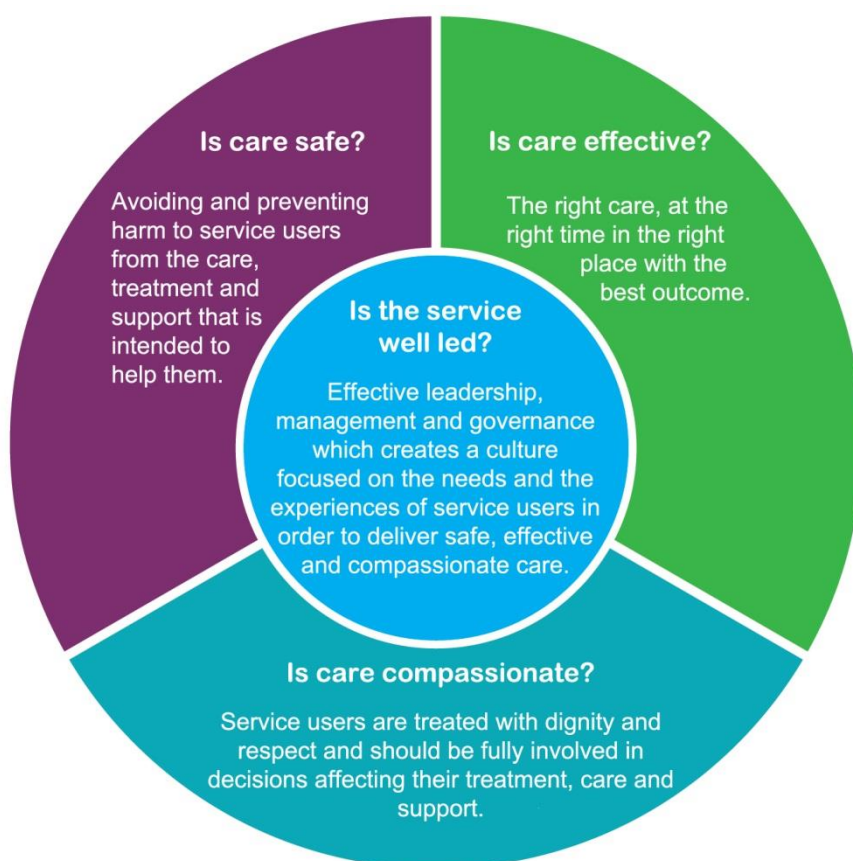 Is care safe?
Avoiding and preventing
harm to service users
from the care,
treatment and
support that is
intended to
help them.
Is care effective?
The right care, at the
right time in the right
place with the
best outcome.
Is the service
well led?
Effective leadership,
management and governance
which creates a culture
focused on the needs and the
experiences of service users in
order to deliver safe, effective
and compassionate care.
Is care compassionate?
Service users are treated with dignity and
respect and should be fully involved in
decisions affecting their treatment, care and
support.